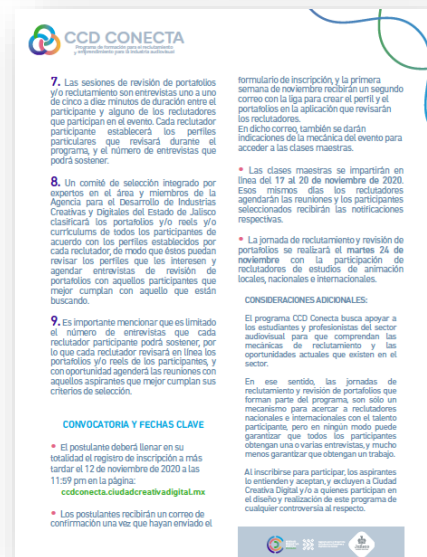 CCD CONECTA
Programa de formación para el reclutamiento
y emprendimiento para la industria audiovisual
7. Las sesiones de revisión de portafolios
y/o reclutamiento son entrevistas uno a uno
de cinco a diez minutos de duración entre el
participante y alguno de los reclutadores
que participan en el evento. Cada reclutador
participante establecerá los perfiles
particulares que revisará durante el
programa, y el número de entrevistas que
podrá sostener.
8. Un comité de selección integrado por
expertos en el área y miembros de la
Agencia para el Desarrollo de Industrias
Creativas y Digitales del Estado de Jalisco
clasificará los portafolios y/o reels y/o
currículums de todos los participantes de
acuerdo con los perfiles establecidos por
cada reclutador, de modo que éstos puedan
revisar los perfiles que les interesen y
agendar entrevistas de revisión de
portafolios con aquellos participantes que
mejor cumplan con aquello que están
buscando.
9. Es importante mencionar que es limitado
el número de entrevistas que cada
reclutador participante podrá sostener, por
lo que cada reclutador revisará en línea los
portafolios y/o reels de los participantes, y
con oportunidad agenderá las reuniones con
aquellos aspirantes que mejor cumplan sus
criterios de selección.
CONVOCATORIA Y FECHAS CLAVE
• El postulante deberá llenar en su
totalidad el registro de inscripción a más
tardar el 12 de noviembre de 2020 a las
11:59 pm en la página:
ccdconecta.ciudadcreativadigital.mx
• Los postulantes recibirán un correo de
confirmación una vez que hayan enviado el
formulario de inscripción, y la primera
semana de noviembre recibirán un segundo
correo con la liga para crear el perfil y el
portafolios en la aplicación que revisarán
los reclutadores.
En dicho correo, también se darán
indicaciones de la mecánica del evento para
acceder a las clases maestras.
• Las clases maestras se impartirán en
línea del 17 al 20 de noviembre de 2020.
Esos mismos días los reclutadores
agendarán las reuniones y los participantes
seleccionados recibirán las notificaciones
respectivas.
• La jornada de reclutamiento y revisión de
portafolios se realizará el martes 24 de
noviembre con la participación de
reclutadores de estudios de animación
locales, nacionales e internacionales.
CONSIDERACIONES ADICIONALES:
El programa CCD Conecta busca apoyar a
los estudiantes y profesionistas del sector
audiovisual para que comprendan las
mecánicas de reclutamiento y las
oportunidades actuales que existen en el
sector.
En ese sentido, las jornadas de
reclutamiento y revisión de portafolios que
forman parte del programa, son sólo un
mecanismo para acercar a reclutadores
nacionales e internacionales con el talento
participante, pero en ningún modo puede
garantizar que todos los participantes
obtengan una o varias entrevistas, y mucho
menos garantizar que obtengan un trabajo.
Al inscribirse para participar, los aspirantes
lo entienden y aceptan, y excluyen a Ciudad
Creativa Digital y/o a quienes participan en
el diseño y realización de este programa de
cualquier controversia al respecto.
Jalisco